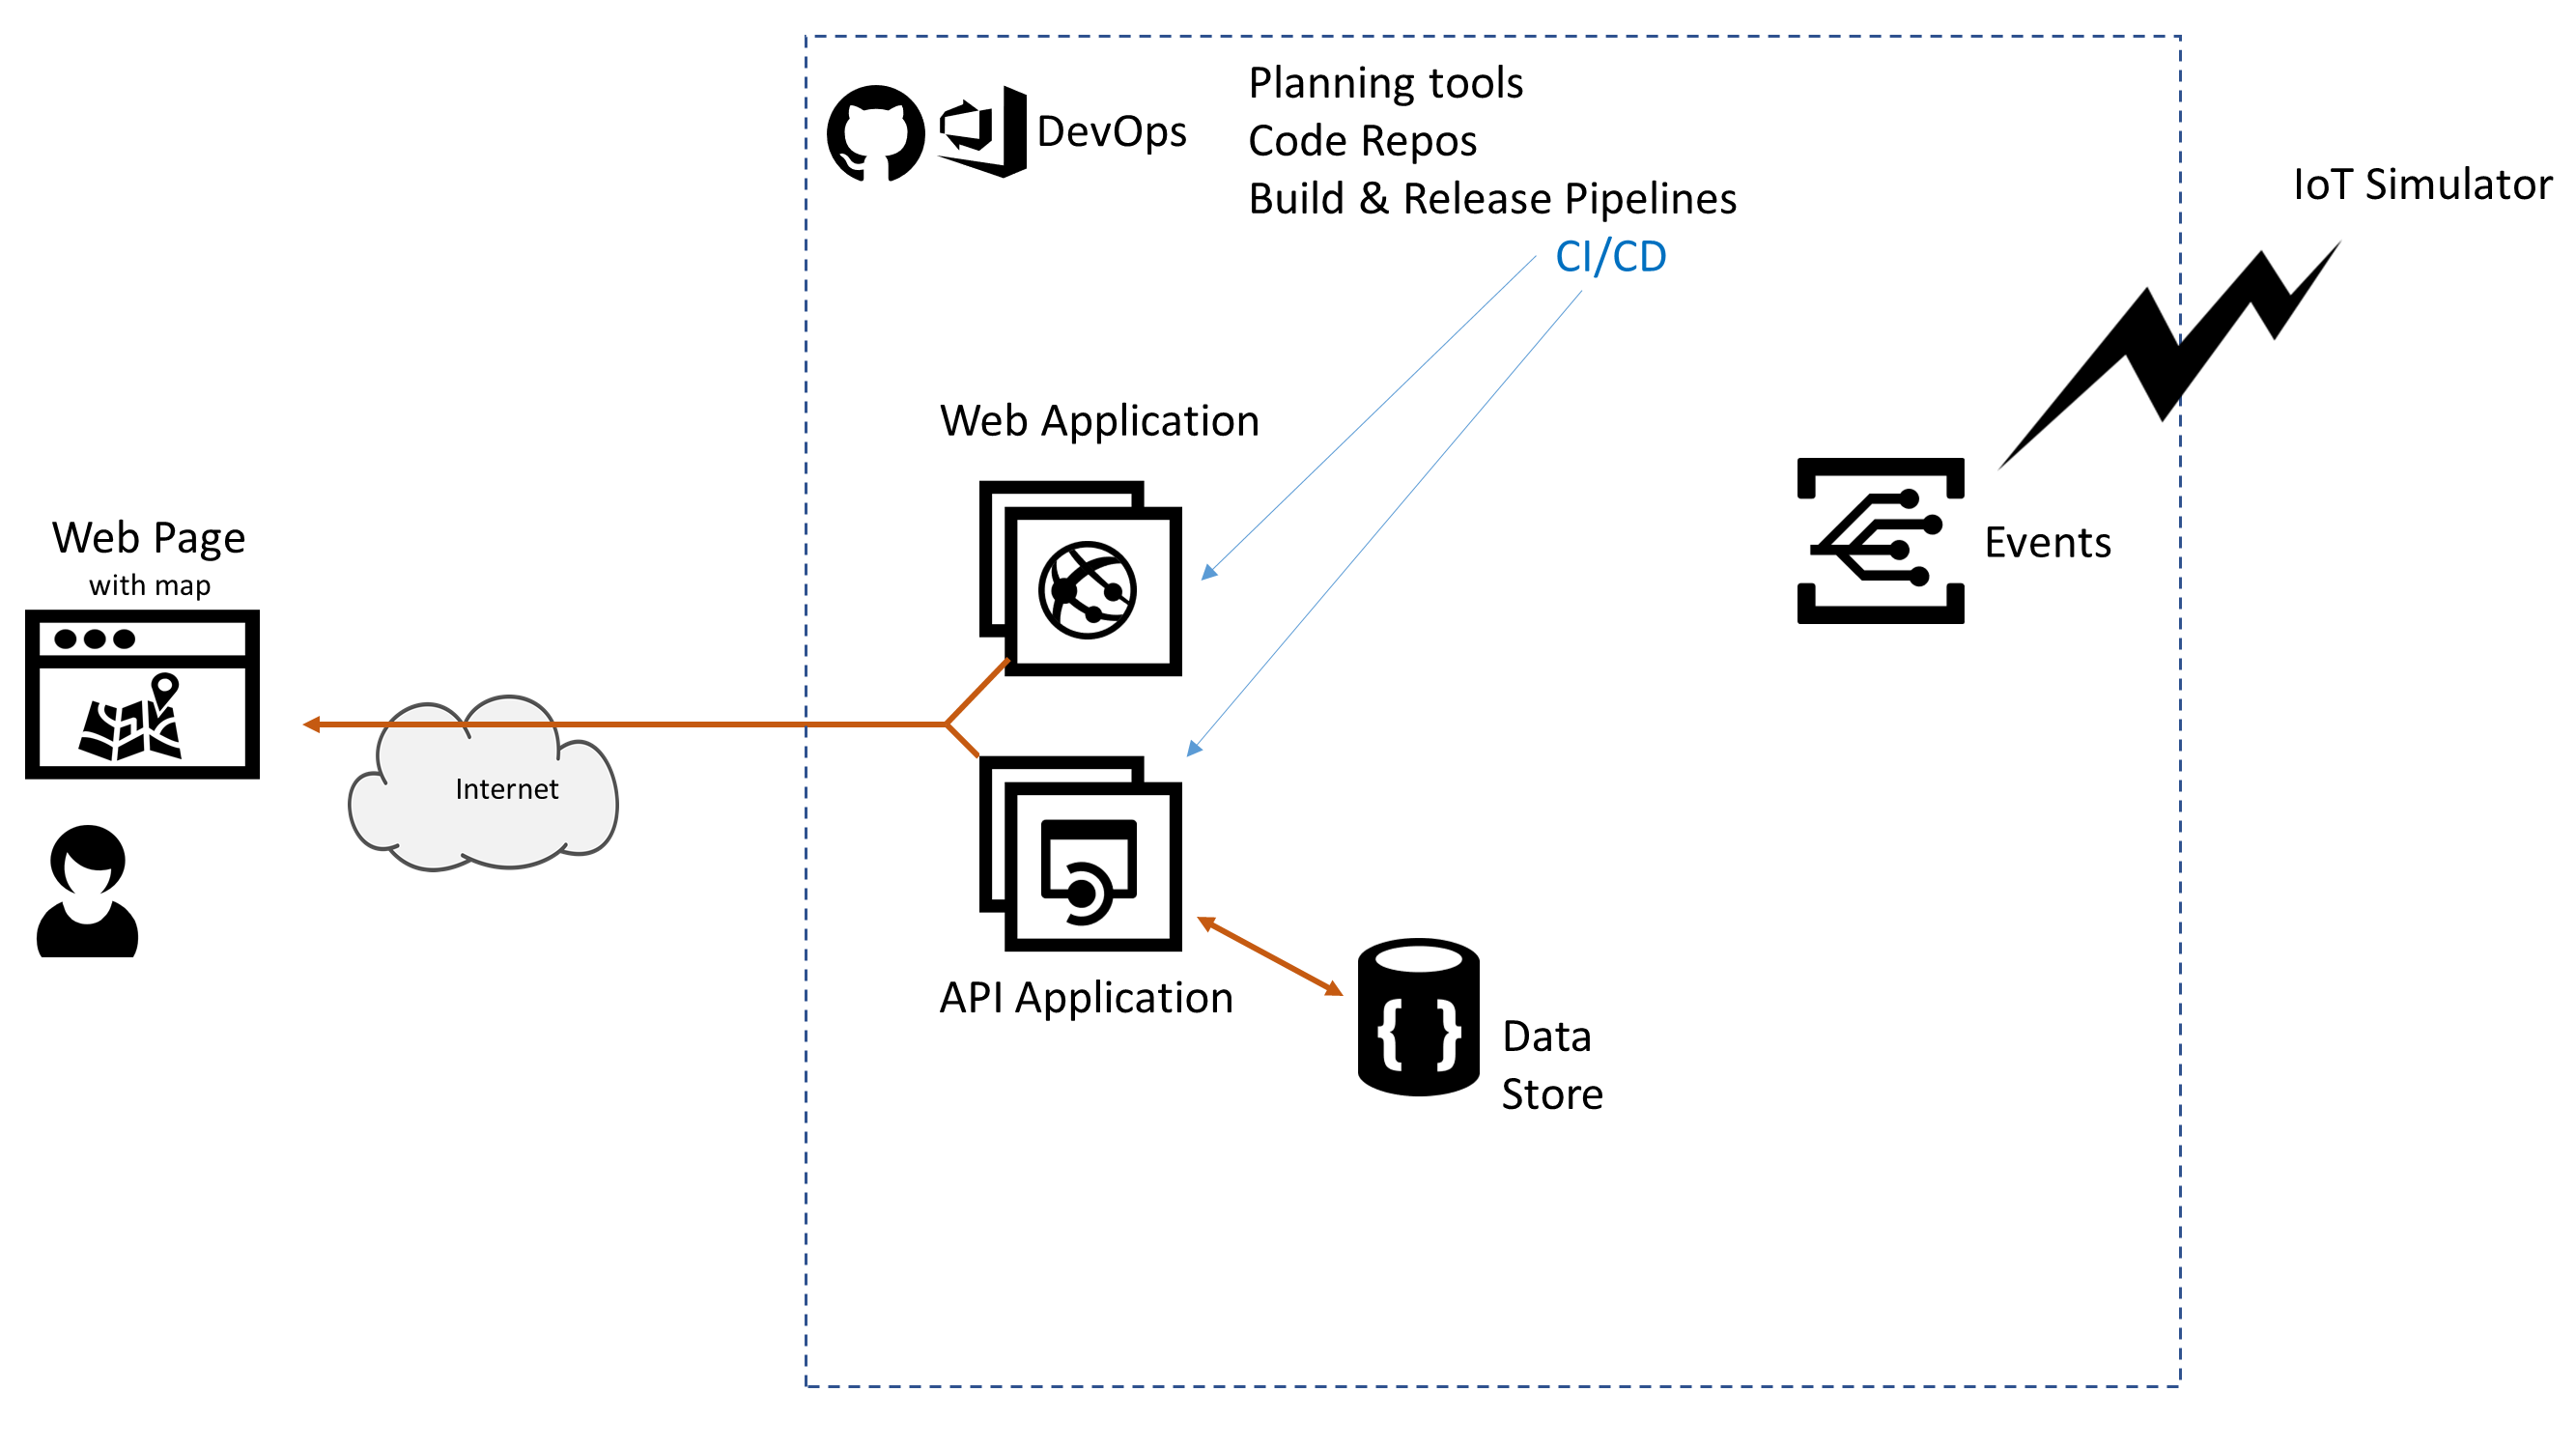 DevOps
Planning tools
Code Repos
Build & Release Pipelines
CI/CD
IoT Simulator
Web Application
Web Page
with map
Events
Internet
API Application
{ }
Data
Store